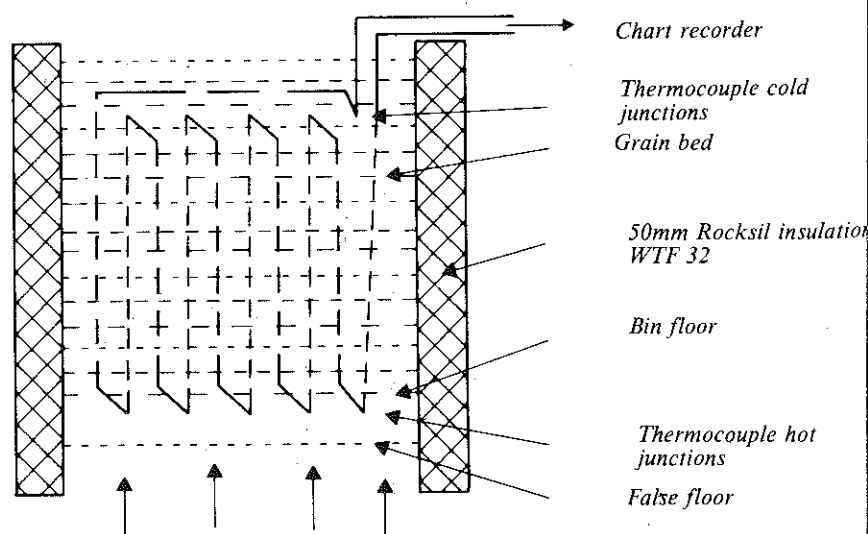 Chart recorder
Thermocouple cold
junctions
Grain bed
50mm Rocksil insulation
WTF 32
Bin floor
Thermocouple hot
junctions
False floor